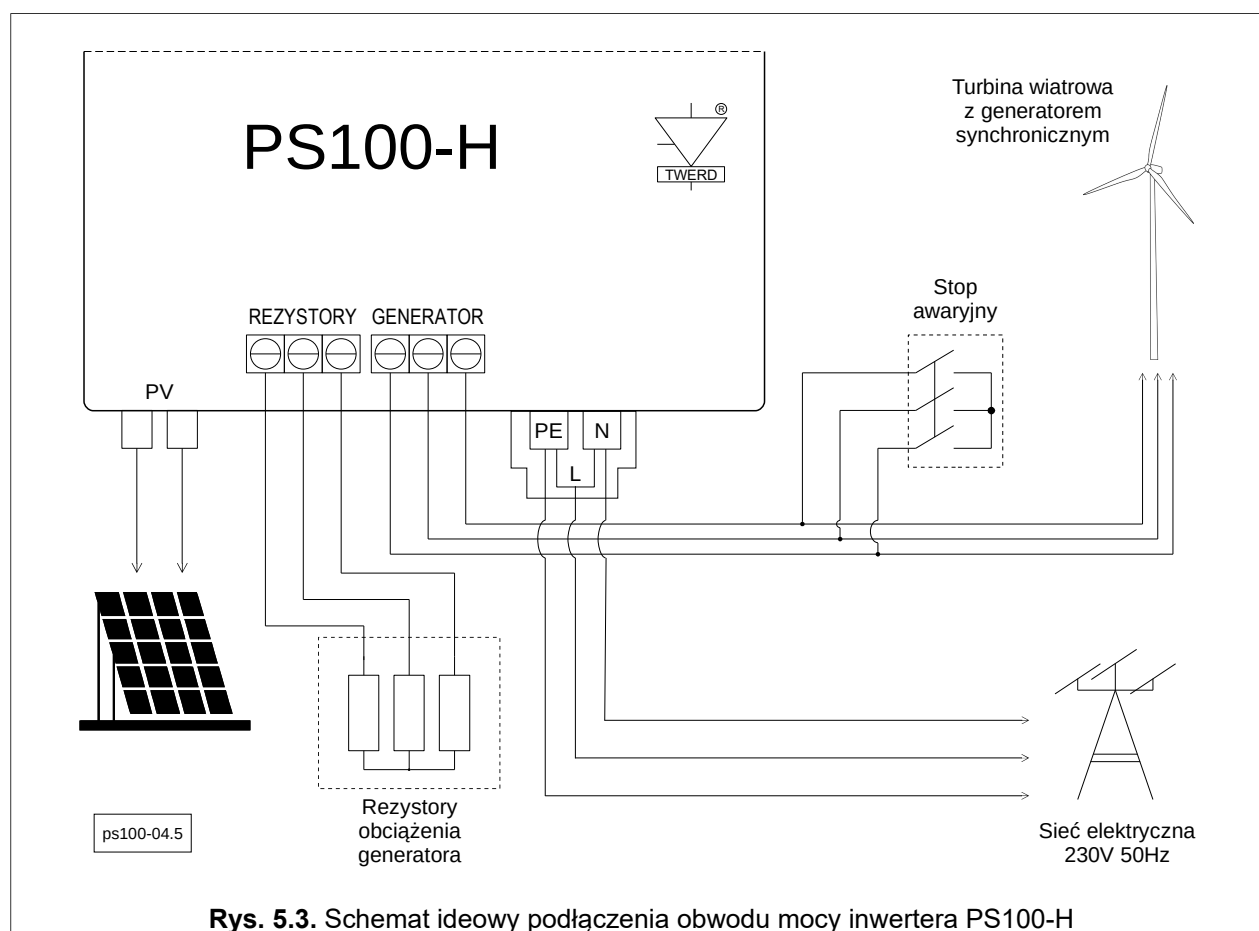 PS100-H
®
TWERD
Turbina wiatrowa
z generatorem
synchronicznym
Stop
awaryjny
REZYSTORY GENERATOR
PV
PE N
L
Rezystory
obciążenia
generatora
ps100-04.5
Sieć elektryczna
230V 50Hz
Rys. 5.3. Schemat ideowy podłączenia obwodu mocy inwertera PS100-H